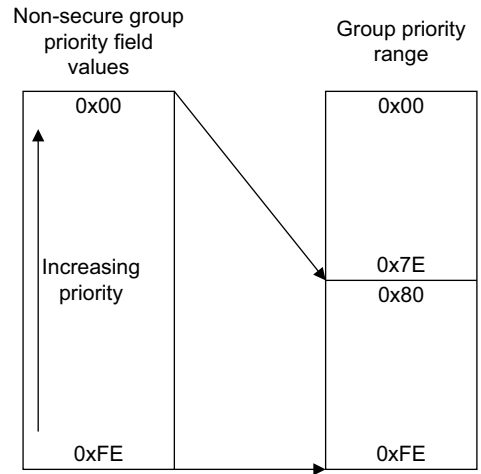 Non-secure group
priority field
values
Group priority
range
0x00
0x00
Increasing
priority
0x7E
0x80
0xFE
0xFE